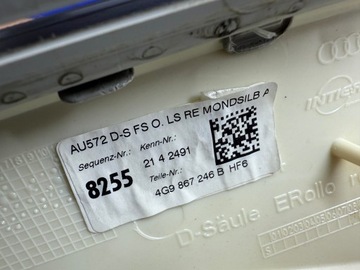 AU572 D-S FS O. LS RE MONDSILB A
Sequenz-Nr.: Kenn-Nr.:
8255 21 4 2491
Teile-Nr.:
4G9 867 246 B HF6
D-Säule ERollo